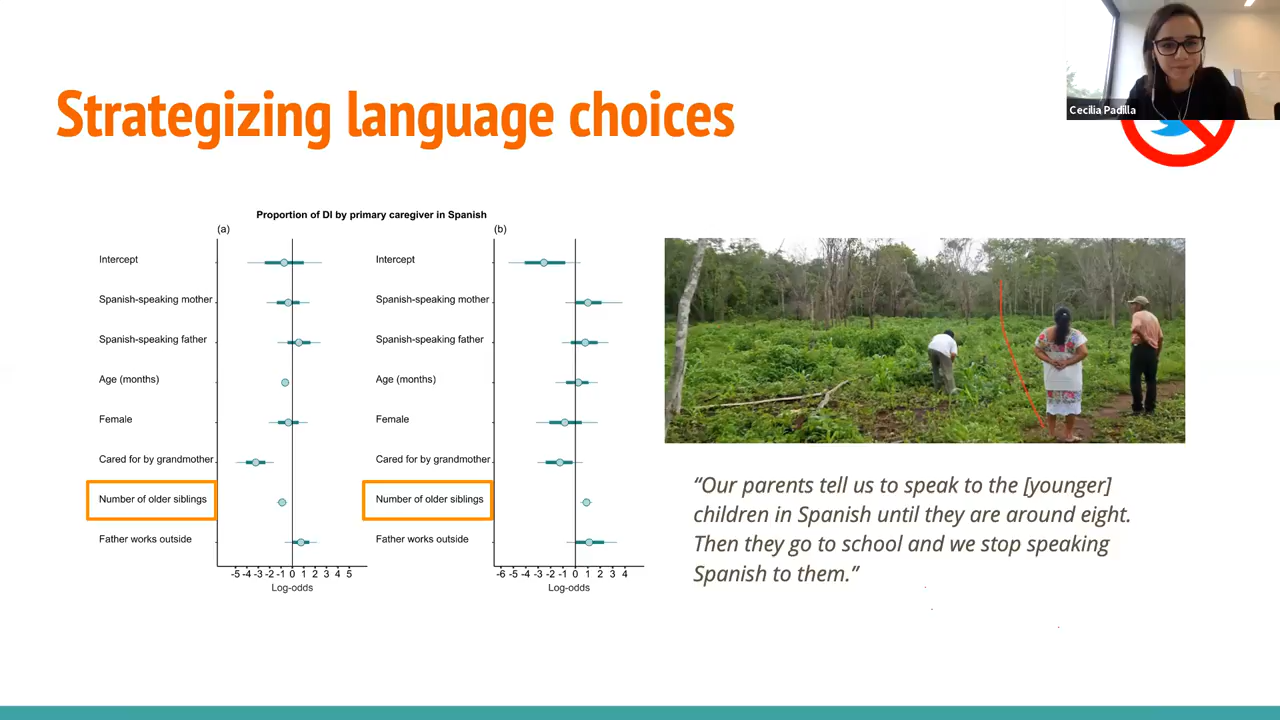 Cecilia Padilla
Strategizing language choices
Proportion of DI by primary caregiver in Spanish
(a)
Intercept
Spanish-speaking mother
Spanish-speaking father
Age (months)
Female
Cared for by grandmother
Number of older siblings
Father works outside
-5 -4 -3 -2 -1 0 1 2 3 4 5
Log-odds
(b)
Intercept
Spanish-speaking mother
Spanish-speaking father
Age (months)
Female
Cared for by grandmother
Number of older siblings
Father works outside
-6 -5 -4 -3 -2 -1 0 1 2 3 4
Log-odds
“Our parents tell us to speak to the [younger]
children in Spanish until they are around eight.
Then they go to school and we stop speaking
Spanish to them.”